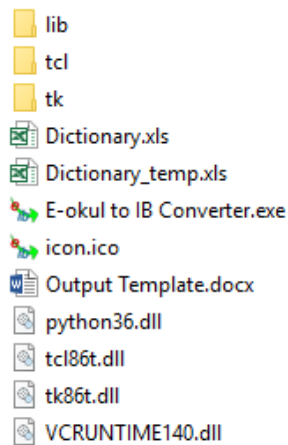 lib
tcl
tk
Dictionary.xls
Dictionary_temp.xls
E-okul to IB Converter.exe
icon.ico
Output Template.docx
python36.dll
tcl86t.dll
tk86t.dll
VCRUNTIME140.dll